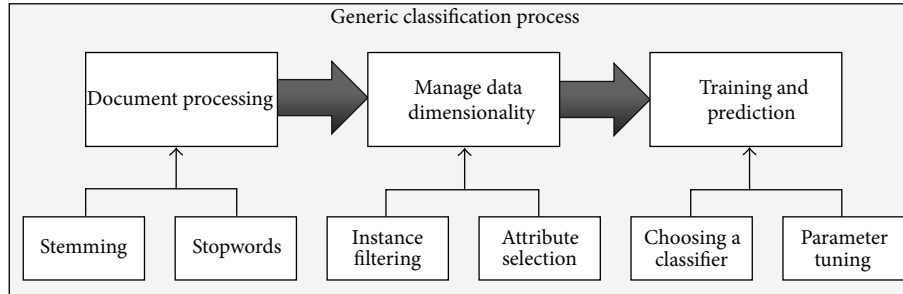 Generic classification process
Document processing
Manage data
dimensionality
Training and
prediction
Stemming
Stopwords
Instance
filtering
Attribute
selection
Choosing a
classifier
Parameter
tuning